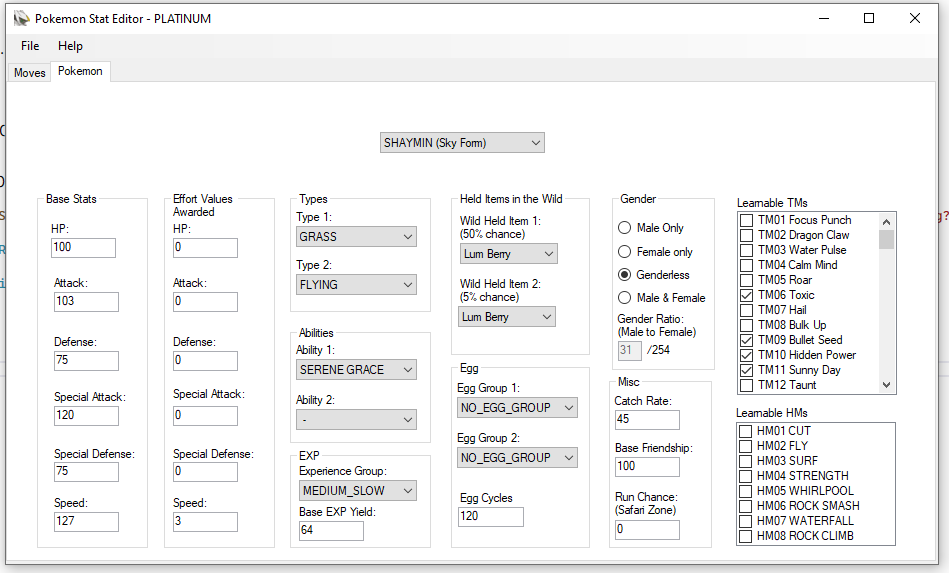 Pokemon Stat Editor - PLATINUM
File Help
Moves Pokemon
SHAYMIN (Sky Form)
Base Stats
HP:
100
Attack:
103
Defense:
75
Special Attack:
120
Special Defense:
75
Speed:
127
Effort Values
Awarded
HP:
0
Attack:
0
Defense:
0
Special Attack:
0
Special Defense:
0
Speed:
3
Types
Type 1:
GRASS
Type 2:
FLYING
Abilities
Ability 1:
SERENE GRACE
Ability 2:
-
EXP
Experience Group:
MEDIUM_SLOW
Base EXP Yield:
64
Held Items in the Wild
Wild Held Item 1:
(50% chance)
Lum Berry
Wild Held Item 2:
(5% chance)
Lum Berry
Egg
Egg Group 1:
NO_EGG_GROUP
Egg Group 2:
NO_EGG_GROUP
Egg Cycles
120
Gender
Male Only
Female only
Genderless
Male & Female
Gender Ratio:
(Male to Female)
31 /254
Misc
Catch Rate:
45
Base Friendship:
100
Run Chance:
(Safari Zone)
0
Learnable TMs
TM01 Focus Punch
TM02 Dragon Claw
TM03 Water Pulse
TM04 Calm Mind
TM05 Roar
TM06 Toxic
TM07 Hail
TM08 Bulk Up
TM09 Bullet Seed
TM10 Hidden Power
TM11 Sunny Day
TM12 Taunt
Learnable HMs
HM01 CUT
HM02 FLY
HM03 SURF
HM04 STRENGTH
HM05 WHIRLPOOL
HM06 ROCK SMASH
HM07 WATERFALL
HM08 ROCK CLIMB